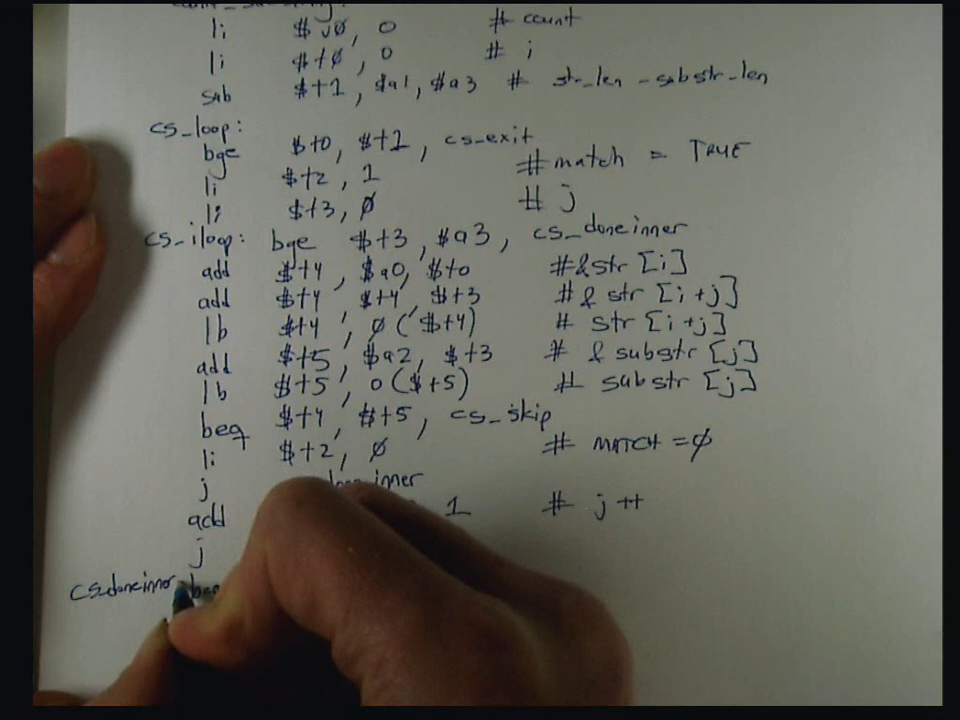 li $v0, 0 # count
li $t0, 0 # i
sub $t1, $a1, $a3 # str_len - substr_len
cs_loop:
bge $t0, $t1, cs_exit
li $t2, 1 # match = TRUE
li $t3, 0 # j
cs_iloop: bge $t3, $a3, cs_doneinner
add $t4, $a0, $t0 # &str [i]
add $t4, $t4, $t3 # & str [i+j]
lb $t4, 0($t4) # str [i+j]
add $t5, $a2, $t3 # & substr [j]
lb $t5, 0($t5) # substr [j]
beq $t4, $t5, cs_skip
li $t2, 0 # MATCH = 0
j
add 1 # j++
j
cs_doneinner